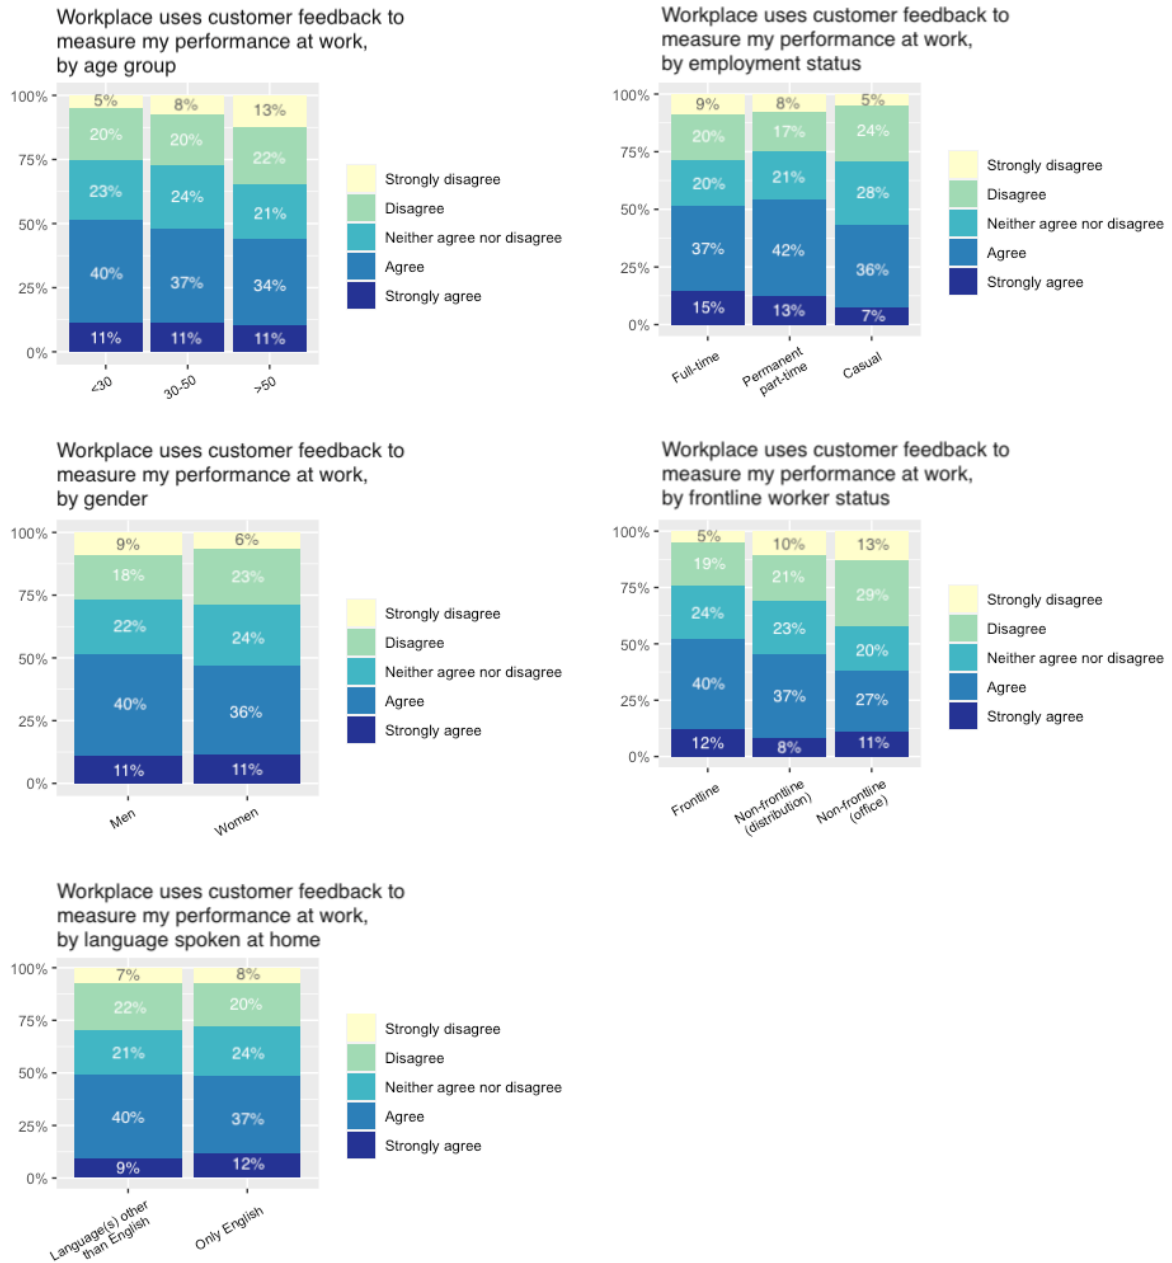 Workplace uses customer feedback to
measure my performance at work,
by age group
100%
75%
50%
25%
0%
5%
20%
23%
40%
11%
8%
20%
24%
37%
11%
13%
22%
21%
34%
11%
<30
30-50
>50
Strongly disagree
Disagree
Neither agree nor disagree
Agree
Strongly agree
Workplace uses customer feedback to
measure my performance at work,
by employment status
100%
75%
50%
25%
0%
9%
20%
20%
37%
15%
8%
17%
21%
42%
13%
5%
24%
28%
36%
7%
Full-time
Permanent
part-time
Casual
Strongly disagree
Disagree
Neither agree nor disagree
Agree
Strongly agree
Workplace uses customer feedback to
measure my performance at work,
by gender
100%
75%
50%
25%
0%
9%
18%
22%
40%
11%
6%
23%
24%
36%
11%
Men
Women
Strongly disagree
Disagree
Neither agree nor disagree
Agree
Strongly agree
Workplace uses customer feedback to
measure my performance at work,
by frontline worker status
100%
75%
50%
25%
0%
5%
19%
24%
40%
12%
10%
21%
23%
37%
8%
13%
29%
20%
27%
11%
Frontline
Non-frontline
(distribution)
Non-frontline
(office)
Strongly disagree
Disagree
Neither agree nor disagree
Agree
Strongly agree
Workplace uses customer feedback to
measure my performance at work,
by language spoken at home
100%
75%
50%
25%
0%
7%
22%
21%
40%
9%
8%
20%
24%
37%
12%
Language(s) other
than English
Only English
Strongly disagree
Disagree
Neither agree nor disagree
Agree
Strongly agree